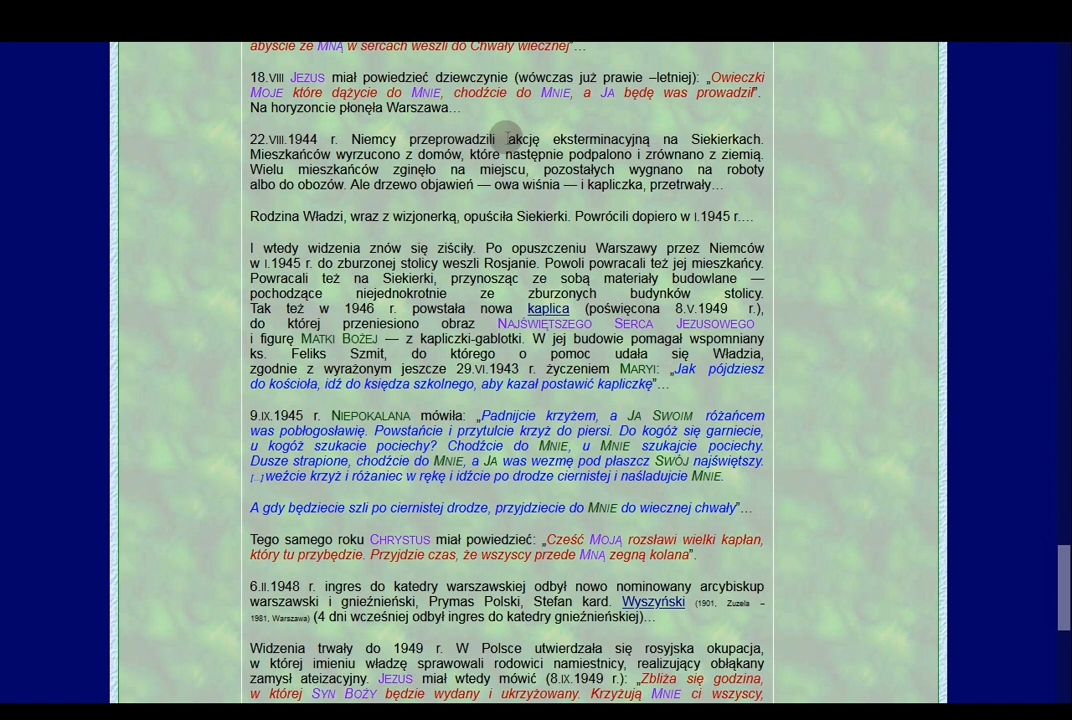 abyście ze MNĄ w sercach weszli do Chwały wiecznej”…
18.VIII JEZUS miał powiedzieć dziewczynie (wówczas już prawie –letniej): „Owieczki
MOJE które dążycie do MNIE, chodźcie do MNIE, a JA będę was prowadził”.
Na horyzoncie płonęła Warszawa…
22.VIII.1944 r. Niemcy przeprowadzili akcję eksterminacyjną na Siekierkach.
Mieszkańców wyrzucono z domów, które następnie podpalono i zrównano z ziemią.
Wielu mieszkańców zginęło na miejscu, pozostałych wygnano na roboty
albo do obozów. Ale drzewo objawień — owa wiśnia — i kapliczka, przetrwały…
Rodzina Władzi, wraz z wizjonerką, opuściła Siekierki. Powrócili dopiero w I.1945 r.…
I wtedy widzenia znów się ziściły. Po opuszczeniu Warszawy przez Niemców
w I.1945 r. do zburzonej stolicy weszli Rosjanie. Powoli powracali też jej mieszkańcy.
Powracali też na Siekierki, przynosząc ze sobą materiały budowlane —
pochodzące niejednokrotnie ze zburzonych budynków stolicy.
Tak też w 1946 r. powstała nowa kaplica (poświęcona 8.V.1949 r.),
do której przeniesiono obraz NAJŚWIĘTSZEGO SERCA JEZUSOWEGO
i figurę MATKI BOŻEJ — z kapliczki-gablotki. W jej budowie pomagał wspomniany
ks. Feliks Szmit, do którego o pomoc udała się Władzia,
zgodnie z wyrażonym jeszcze 29.VI.1943 r. życzeniem MARYI: „Jak pójdziesz
do kościoła, idź do księdza szkolnego, aby kazał postawić kapliczkę”…
9.IX.1945 r. NIEPOKALANA mówiła: „Padnijcie krzyżem, a JA SWOIM różańcem
was pobłogosławię. Powstańcie i przytulcie krzyż do piersi. Do kogóż się garniecie,
u kogóż szukacie pociechy? Chodźcie do MNIE, u MNIE szukajcie pociechy.
Dusze strapione, chodźcie do MNIE, a JA was wezmę pod płaszcz SWÓJ najświętszy.
[…] weźcie krzyż i różaniec w rękę i idźcie po drodze ciernistej i naśladujcie MNIE.
A gdy będziecie szli po ciernistej drodze, przyjdziecie do MNIE do wiecznej chwały”…
Tego samego roku CHRYSTUS miał powiedzieć: „Cześć MOJĄ rozsławi wielki kapłan,
który tu przybędzie. Przyjdzie czas, że wszyscy przede MNĄ zegną kolana”.
6.II.1948 r. ingres do katedry warszawskiej odbył nowo nominowany arcybiskup
warszawski i gnieźnieński, Prymas Polski, Stefan kard. Wyszyński (1901, Zuzela –
1981, Warszawa) (4 dni wcześniej odbył ingres do katedry gnieźnieńskiej)…
Widzenia trwały do 1949 r. W Polsce utwierdzała się rosyjska okupacja,
w której imieniu władzę sprawowali rodowici namiestnicy, realizujący obłąkany
zamysł ateizacyjny. JEZUS miał wtedy mówić (8.IX.1949 r.): „Zbliża się godzina,
w której SYN BOŻY będzie wydany i ukrzyżowany. Krzyżują MNIE ci wszyscy,